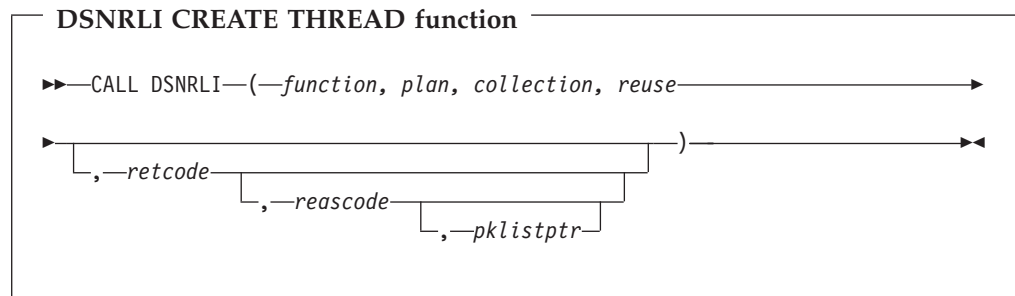 DSNRLI CREATE THREAD function
CALL DSNRLI ( function, plan, collection, reuse
)
, retcode
, reascode
, pklistptr